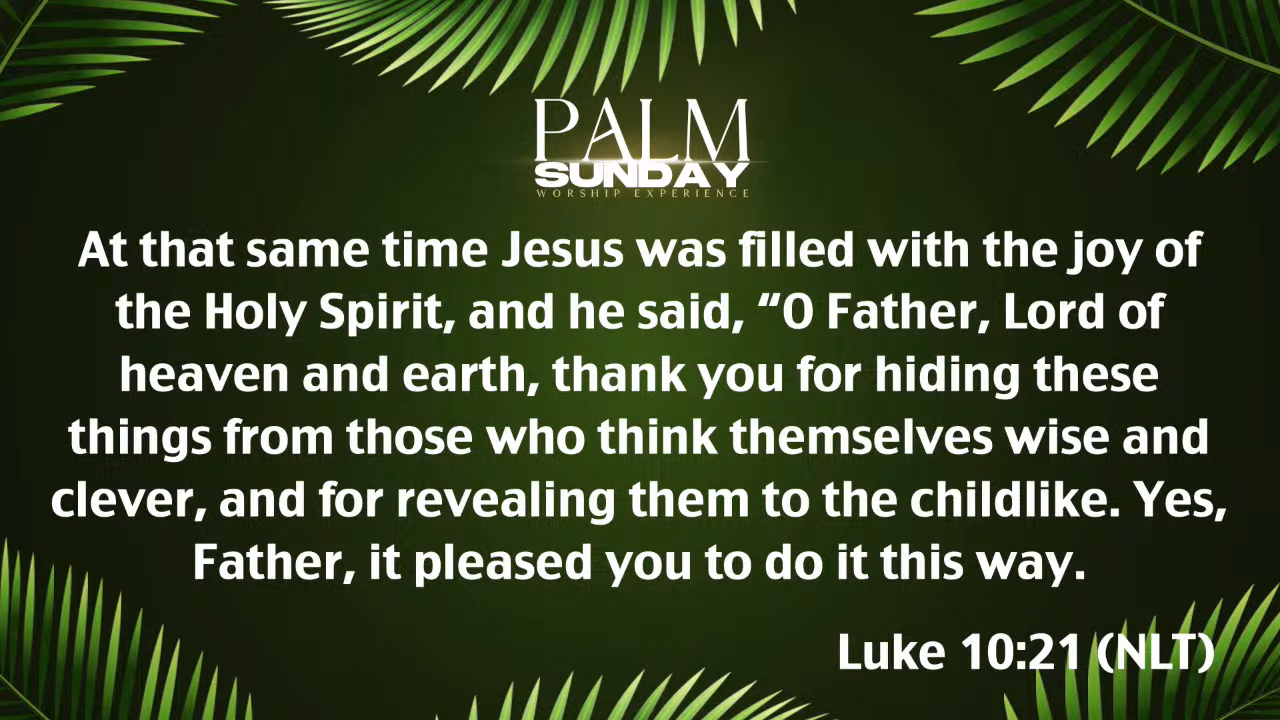 PALM
SUNDAY
WORSHIP EXPERIENCE
At that same time Jesus was filled with the joy of
the Holy Spirit, and he said, “O Father, Lord of
heaven and earth, thank you for hiding these
things from those who think themselves wise and
clever, and for revealing them to the childlike. Yes,
Father, it pleased you to do it this way.
Luke 10:21 (NLT)